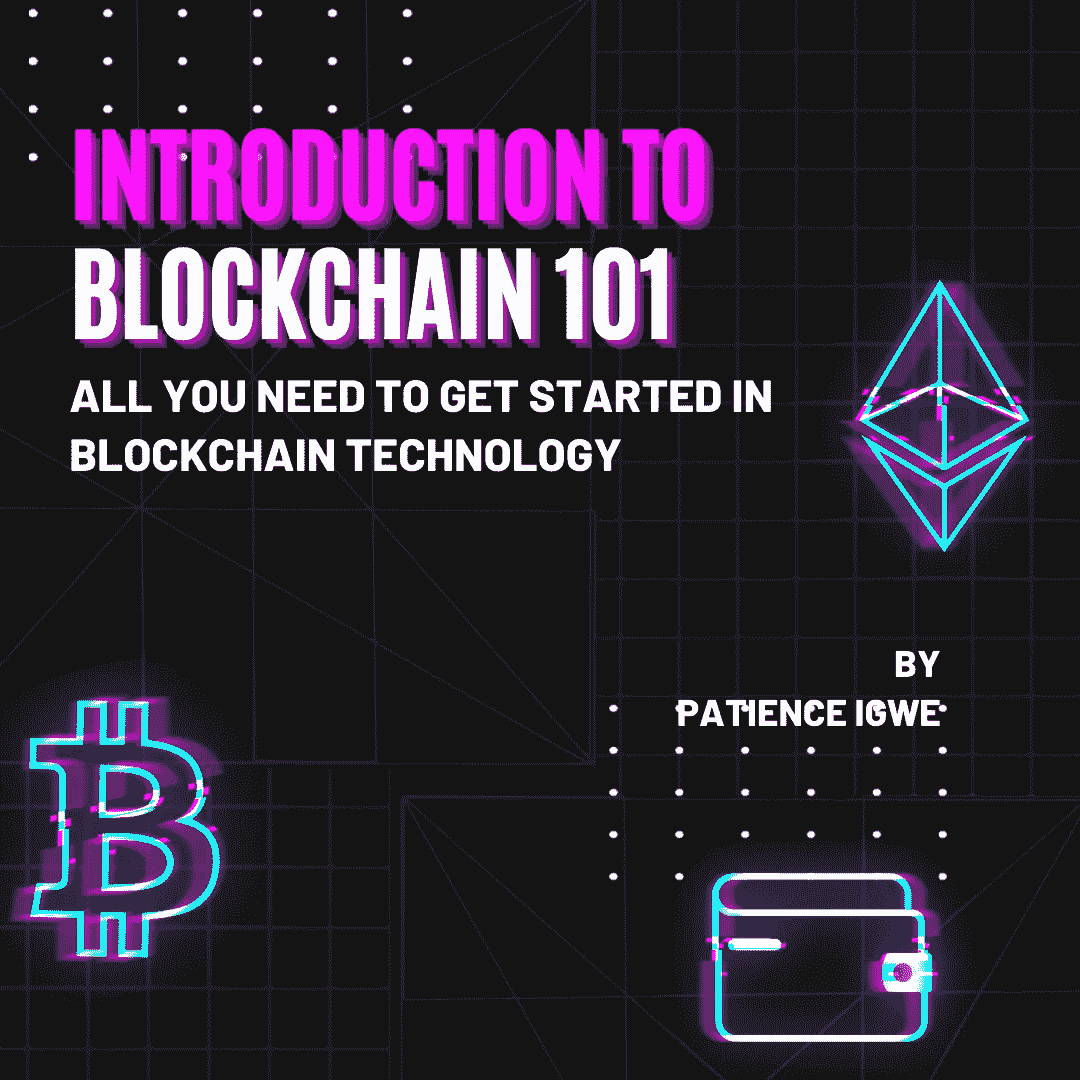 INTRODUCTION TO
BLOCKCHAIN 101
ALL YOU NEED TO GET STARTED IN
BLOCKCHAIN TECHNOLOGY
BY
PATIENCE IGWE